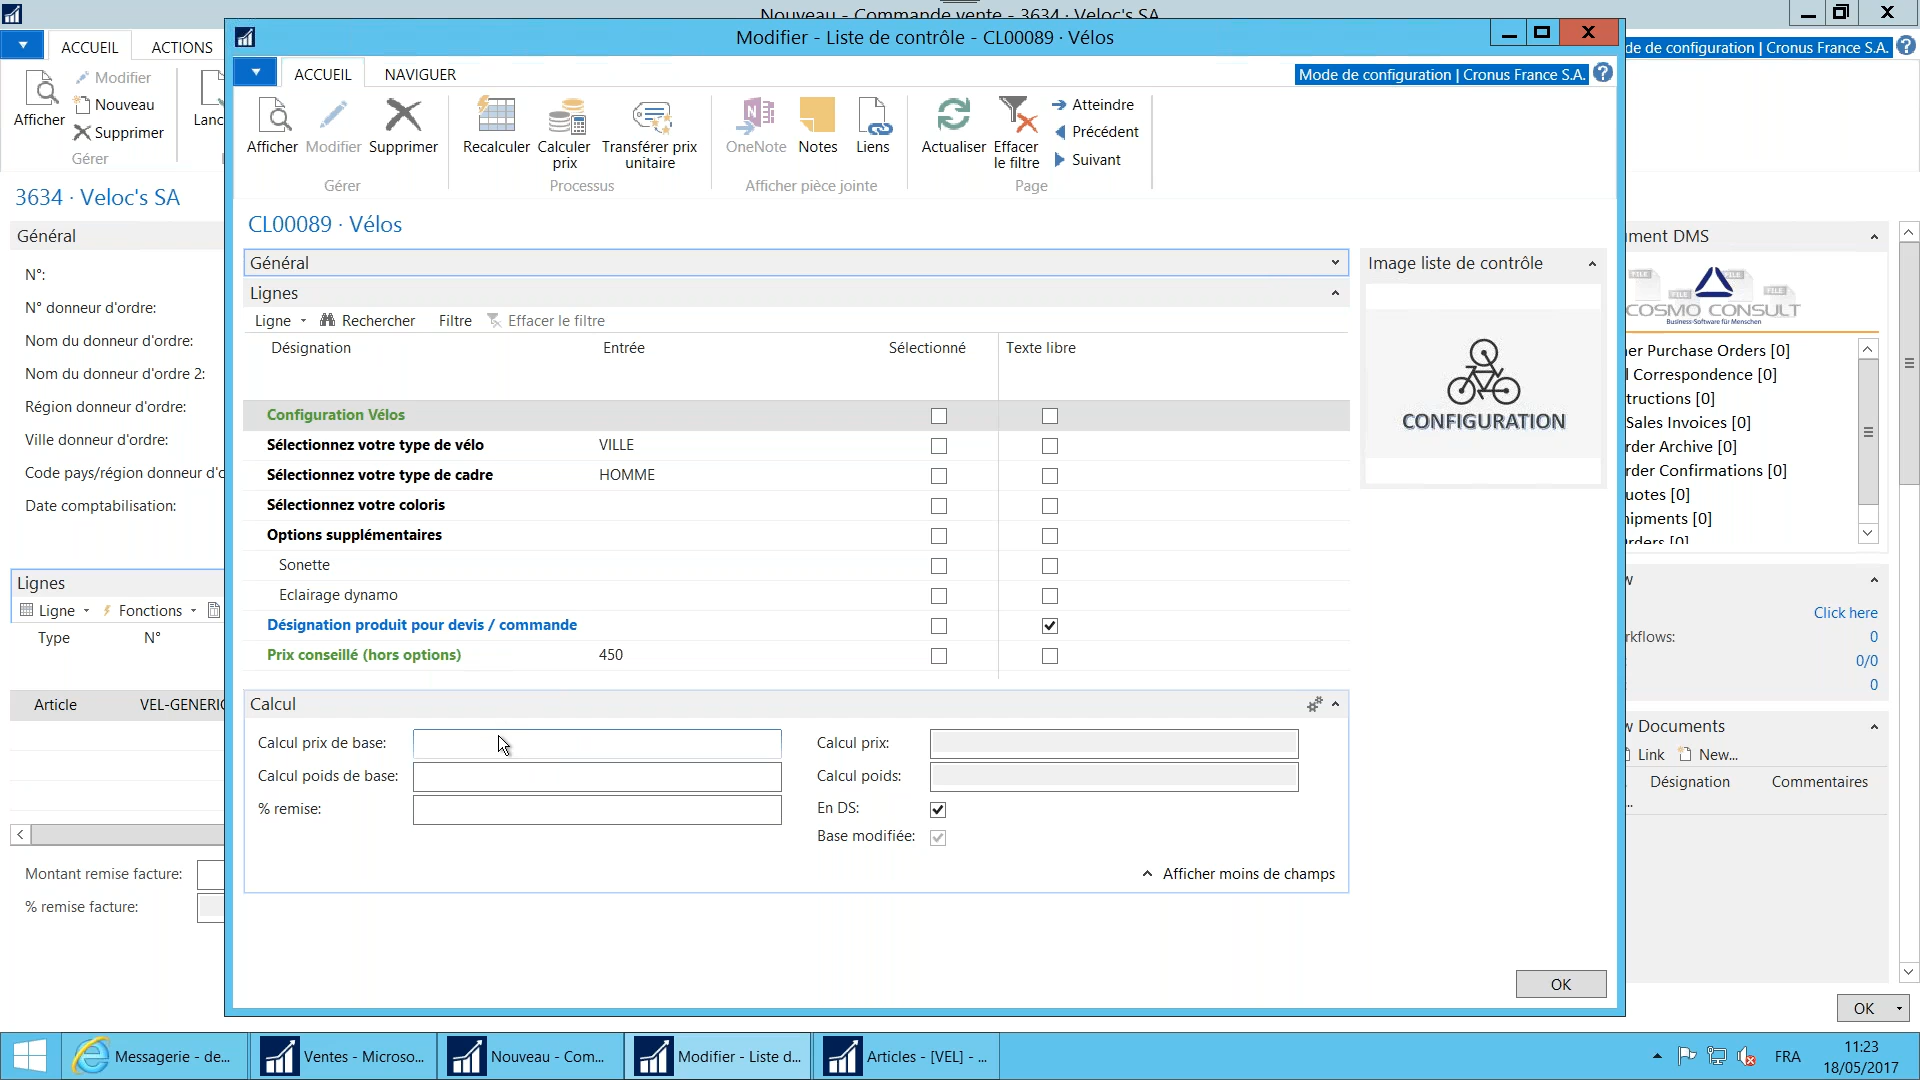 Nouveau - Commande vente - 3634 · Veloc's SA
ACCUEIL
ACTIONS
de de configuration | Cronus France S.A.
Afficher
Modifier
Nouveau
Supprimer
Gérer
Lanc
3634 · Veloc's SA
Général
N°:
N° donneur d'ordre:
Nom du donneur d'ordre:
Nom du donneur d'ordre 2:
Région donneur d'ordre:
Ville donneur d'ordre:
Code pays/région donneur d'o
Date comptabilisation:
Lignes
Ligne
Fonctions
Type
N°
Article
VEL-GENERIC
Montant remise facture:
% remise facture:
Modifier - Liste de contrôle - CL00089 · Vélos
ACCUEIL
NAVIGUER
Mode de configuration | Cronus France S.A.
Afficher
Modifier
Supprimer
Gérer
Recalculer
Calculer prix
Transférer prix unitaire
Processus
OneNote
Notes
Liens
Afficher pièce jointe
Actualiser
Effacer le filtre
Atteindre
Précédent
Suivant
Page
CL00089 · Vélos
Général
Lignes
Ligne
Rechercher
Filtre
Effacer le filtre
Désignation
Entrée
Sélectionné
Texte libre
Configuration Vélos
Sélectionnez votre type de vélo
VILLE
Sélectionnez votre type de cadre
HOMME
Sélectionnez votre coloris
Options supplémentaires
Sonette
Eclairage dynamo
Désignation produit pour devis / commande
Prix conseillé (hors options)
450
Calcul
Calcul prix de base:
Calcul poids de base:
% remise:
Calcul prix:
Calcul poids:
En DS:
Base modifiée:
Afficher moins de champs
Image liste de contrôle
CONFIGURATION
OK
ument DMS
FILE
FILE
FILE
FILE
COSMO CONSULT
Business-Software für Menschen
er Purchase Orders [0]
l Correspondence [0]
tructions [0]
Sales Invoices [0]
rder Archive [0]
rder Confirmations [0]
uotes [0]
ipments [0]
rders [0]
w
Click here
rkflows:
0
0/0
0
w Documents
Link
New...
Désignation
Commentaires
OK
Messagerie - de...
Ventes - Microso...
Nouveau - Com...
Modifier - Liste d...
Articles - [VEL] - ...
FRA
11:23
18/05/2017